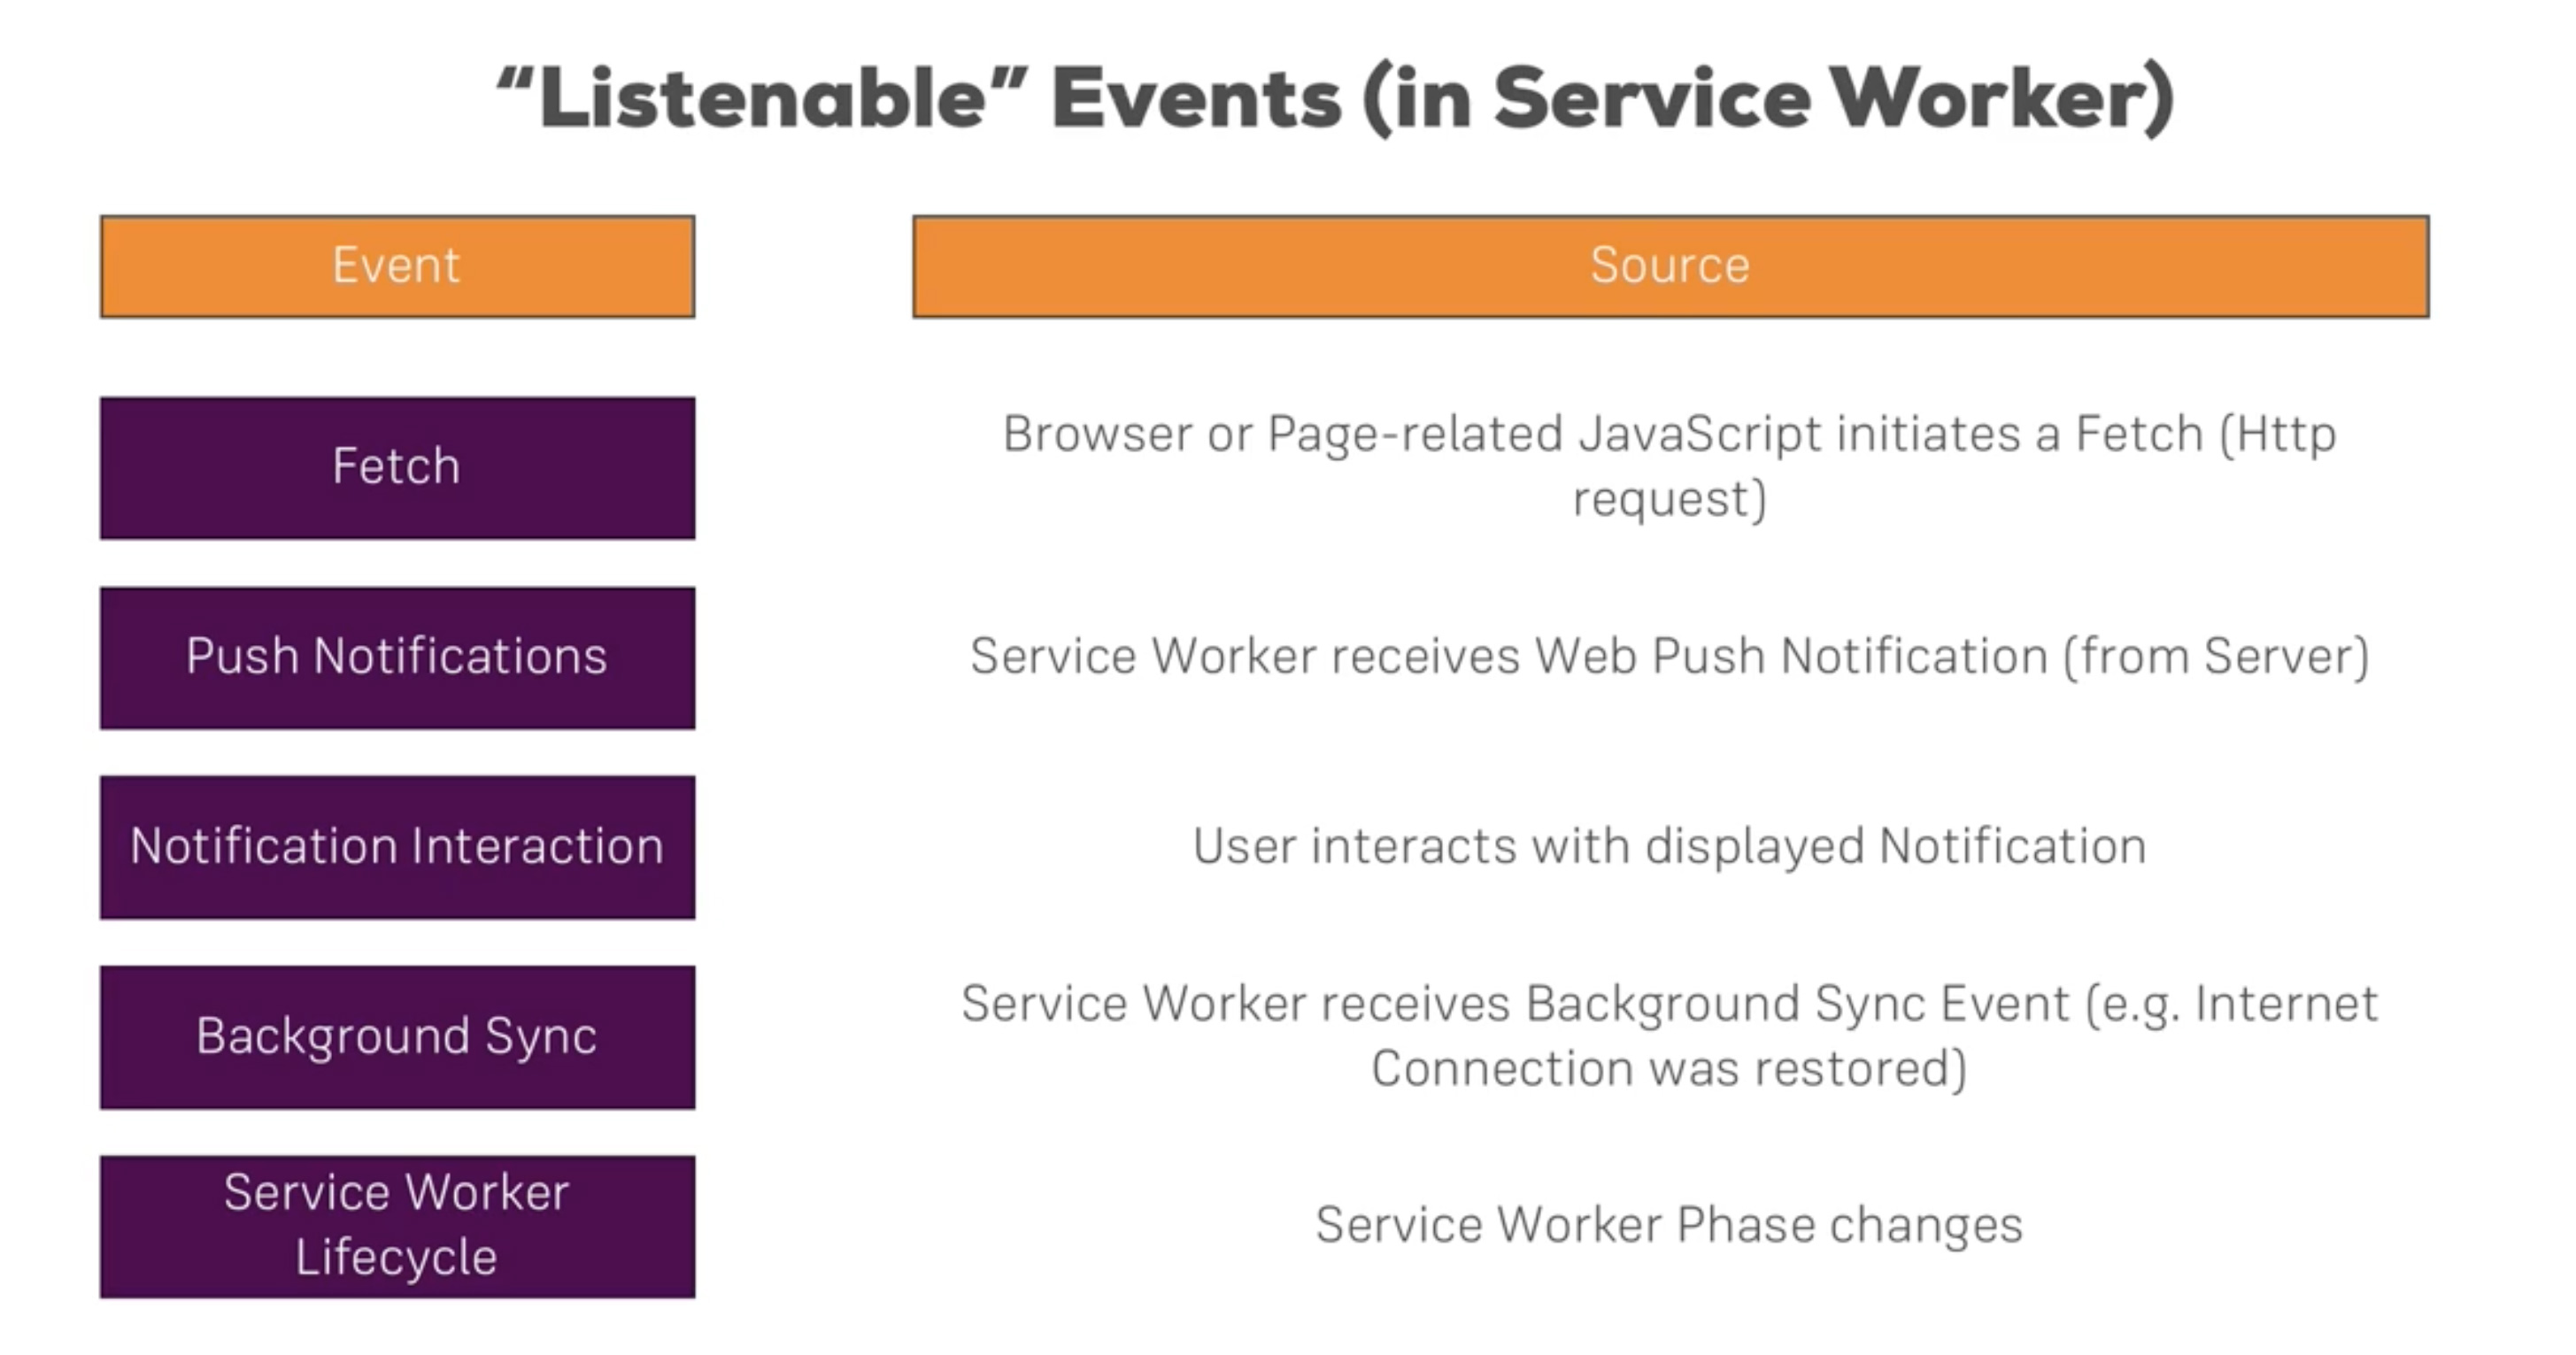 “Listenable” Events (in Service Worker)
Event
Source
Fetch
Browser or Page-related JavaScript initiates a Fetch (Http
request)
Push Notifications
Service Worker receives Web Push Notification (from Server)
Notification Interaction
User interacts with displayed Notification
Background Sync
Service Worker receives Background Sync Event (e.g. Internet
Connection was restored)
Service Worker
Lifecycle
Service Worker Phase changes